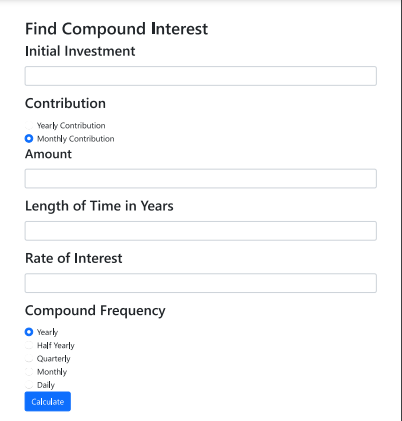 Find Compound Interest
Initial Investment
Contribution
Yearly Contribution
Monthly Contribution
Amount
Length of Time in Years
Rate of Interest
Compound Frequency
Yearly
Half Yearly
Quarterly
Monthly
Daily
Calculate